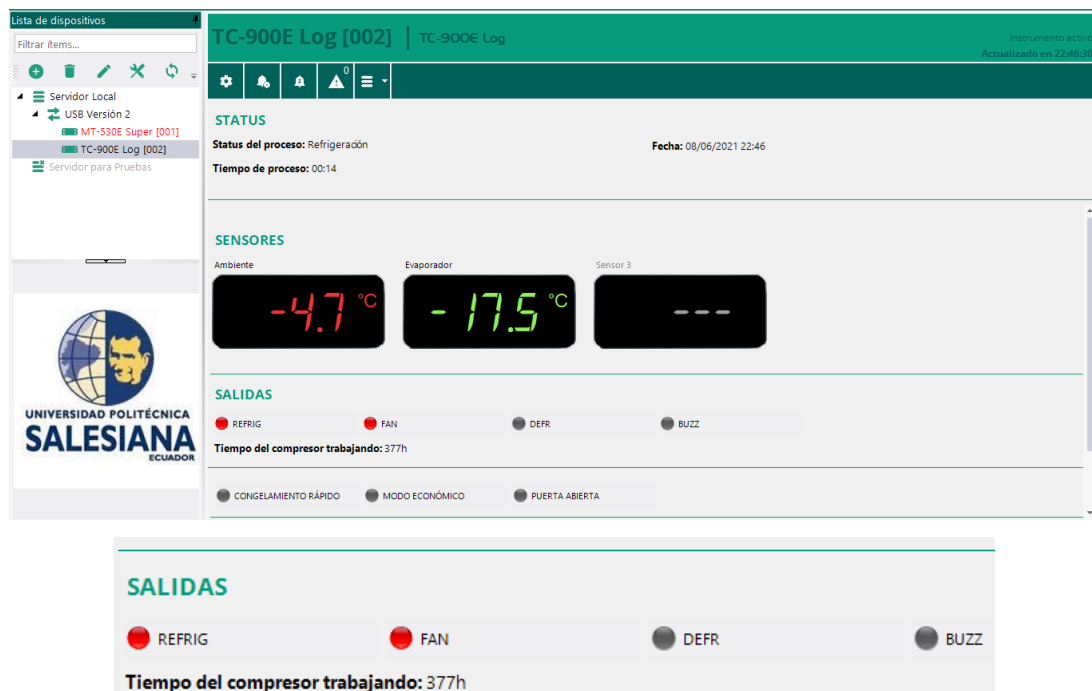 Lista de dispositivos
Filtrar ítems...
Servidor Local
USB Versión 2
MT-530E Super [001]
TC-900E Log [002]
Servidor para Pruebas
UNIVERSIDAD POLITÉCNICA
SALESIANA
ECUADOR
TC-900E Log [002] | TC-900E Log
Instrumento activo
Actualizado en 22:46:30
0
STATUS
Status del proceso: Refrigeración
Fecha: 08/06/2021 22:46
Tiempo de proceso: 00:14
SENSORES
Ambiente Evaporador Sensor 3
-4.7 °C -17.5 °C ---
SALIDAS
REFRIG FAN DEFR BUZZ
Tiempo del compresor trabajando: 377h
CONGELAMIENTO RÁPIDO MODO ECONÓMICO PUERTA ABIERTA
SALIDAS
REFRIG FAN DEFR BUZZ
Tiempo del compresor trabajando: 377h